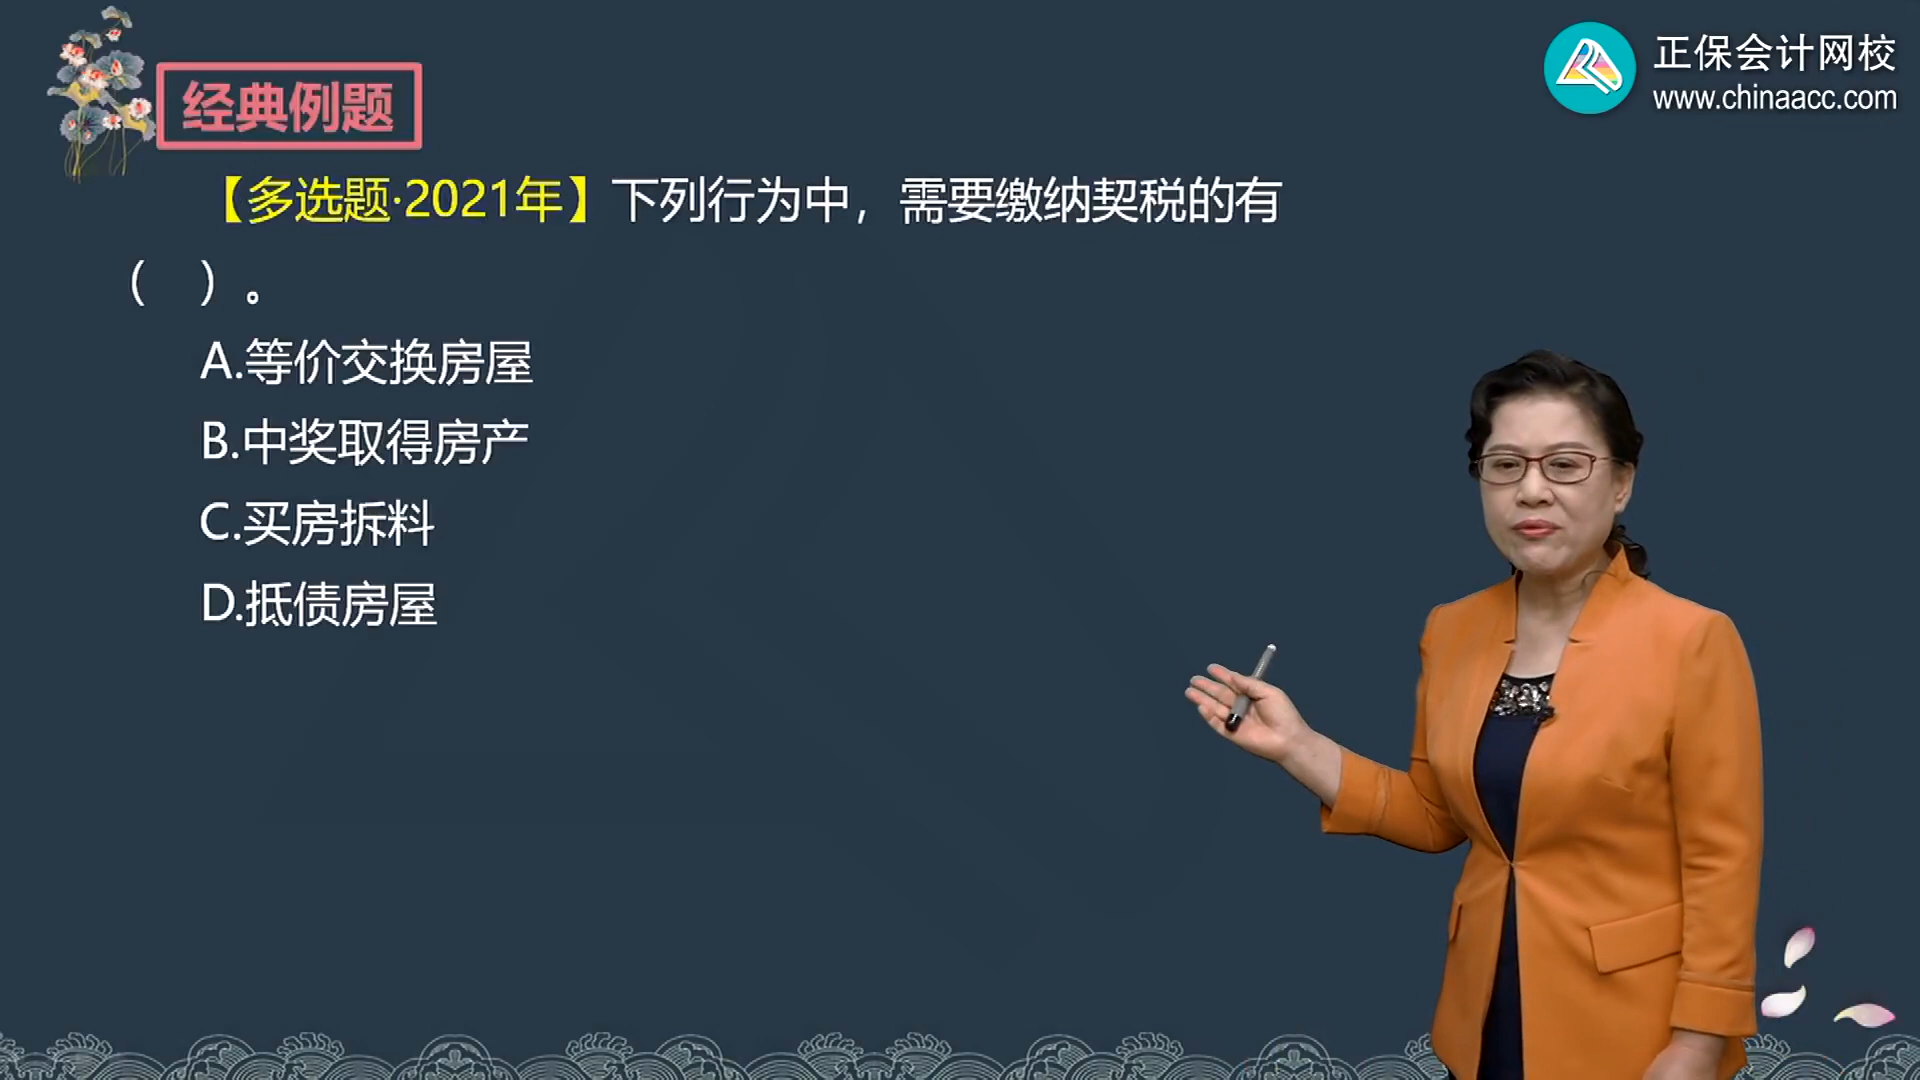 正保会计网校
www.chinaacc.com
经典例题
【多选题·2021年】下列行为中，需要缴纳契税的有
（　）。
A.等价交换房屋
B.中奖取得房产
C.买房拆料
D.抵债房屋